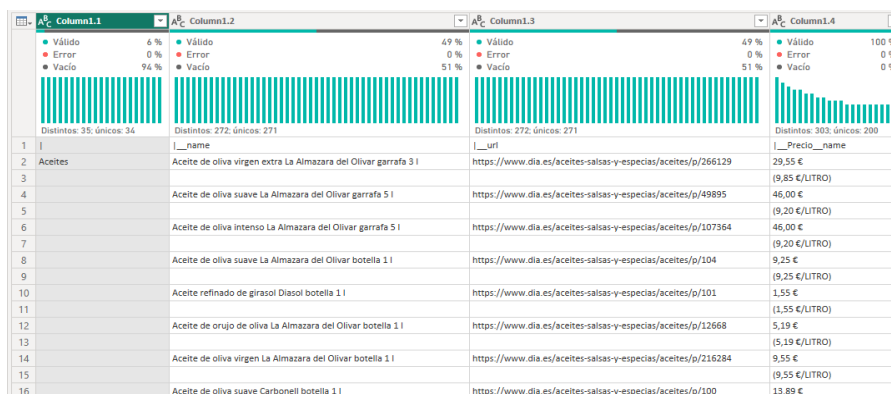 ABC Column1.1 ABC Column1.2 ABC Column1.3 ABC Column1.4
Válido 6 % Válido 49 % Válido 49 % Válido 100 %
Error 0 % Error 0 % Error 0 % Error 0 %
Vacío 94 % Vacío 51 % Vacío 51 % Vacío 0 %
Distintos: 35; únicos: 34 Distintos: 272; únicos: 271 Distintos: 272; únicos: 271 Distintos: 303; únicos: 200
1 | |__name |__url |__Precio__name
2 Aceites Aceite de oliva virgen extra La Almazara del Olivar garrafa 3 l https://www.dia.es/aceites-salsas-y-especias/aceites/p/266129 29,55 €
3 (9,85 €/LITRO)
4 Aceite de oliva suave La Almazara del Olivar garrafa 5 l https://www.dia.es/aceites-salsas-y-especias/aceites/p/49895 46,00 €
5 (9,20 €/LITRO)
6 Aceite de oliva intenso La Almazara del Olivar garrafa 5 l https://www.dia.es/aceites-salsas-y-especias/aceites/p/107364 46,00 €
7 (9,20 €/LITRO)
8 Aceite de oliva suave La Almazara del Olivar botella 1 l https://www.dia.es/aceites-salsas-y-especias/aceites/p/104 9,25 €
9 (9,25 €/LITRO)
10 Aceite refinado de girasol Diasol botella 1 l https://www.dia.es/aceites-salsas-y-especias/aceites/p/101 1,55 €
11 (1,55 €/LITRO)
12 Aceite de orujo de oliva La Almazara del Olivar botella 1 l https://www.dia.es/aceites-salsas-y-especias/aceites/p/12668 5,19 €
13 (5,19 €/LITRO)
14 Aceite de oliva virgen La Almazara del Olivar botella 1 l https://www.dia.es/aceites-salsas-y-especias/aceites/p/216284 9,55 €
15 (9,55 €/LITRO)
16 Aceite de oliva suave Carbonell botella 1 l https://www.dia.es/aceites-salsas-y-especias/aceites/p/100 13,89 €